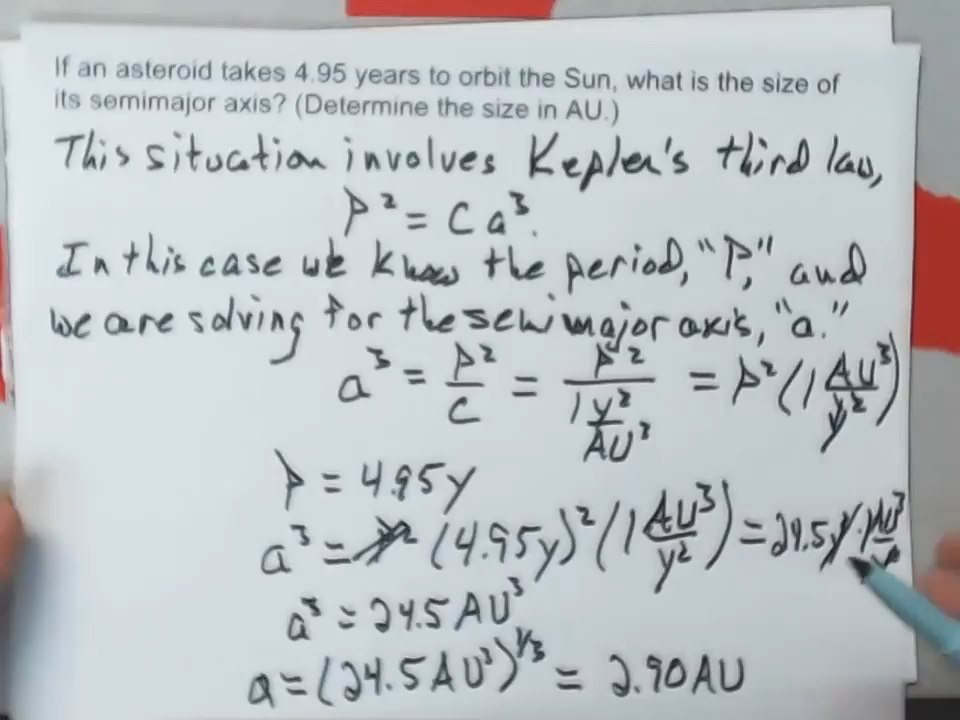 If an asteroid takes 4.95 years to orbit the Sun, what is the size of
its semimajor axis? (Determine the size in AU.)
This situation involves Kepler's third law,
P² = C a³.
In this case we know the period, "P," and
we are solving for the semimajor axis, "a."
a³ = P²/C = P²/(1 y²/AU³) = P² (1 AU³/y²)
P = 4.95y
a³ = (4.95y)² (1 AU³/y²) = 24.5y² · 1AU³
a³ = 24.5 AU³
a = (24.5 AU³)^1/3 = 2.90 AU